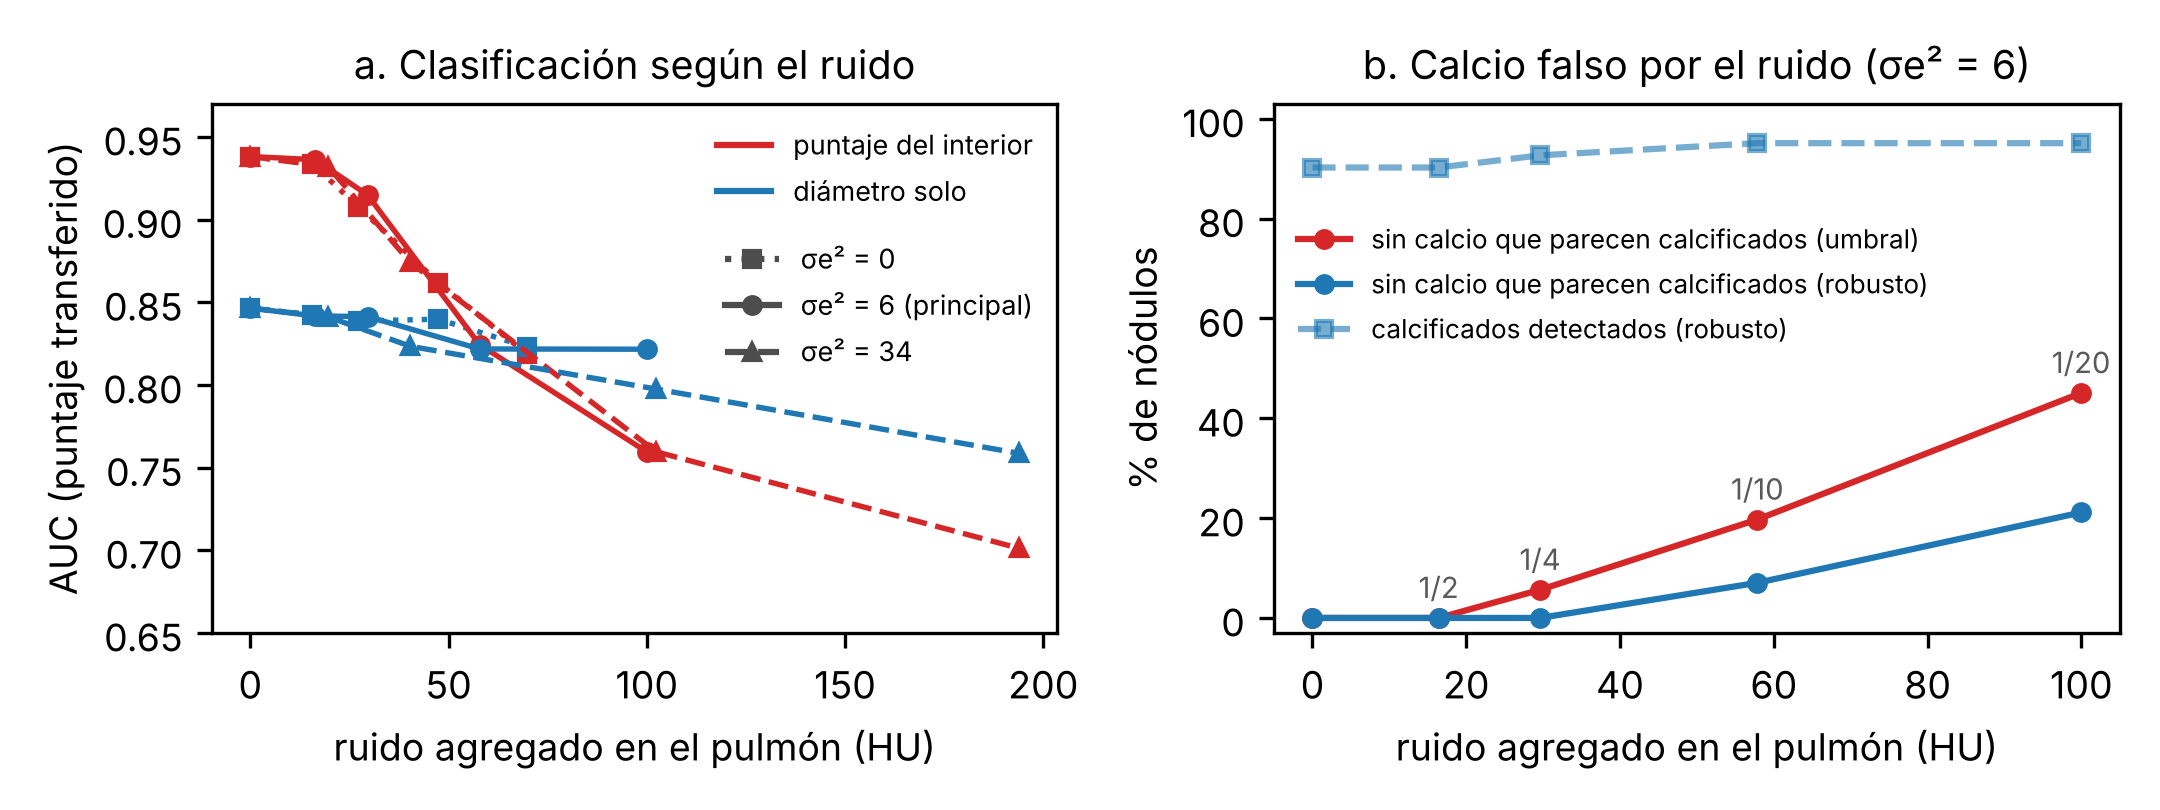 a. Clasificación según el ruido
AUC (puntaje transferido)
0.95
0.90
0.85
0.80
0.75
0.70
0.65
puntaje del interior
diámetro solo
σe² = 0
σe² = 6 (principal)
σe² = 34
0 50 100 150 200
ruido agregado en el pulmón (HU)
b. Calcio falso por el ruido (σe² = 6)
% de nódulos
100
80
60
40
20
0
sin calcio que parecen calcificados (umbral)
sin calcio que parecen calcificados (robusto)
calcificados detectados (robusto)
1/2
1/4
1/10
1/20
0 20 40 60 80 100
ruido agregado en el pulmón (HU)